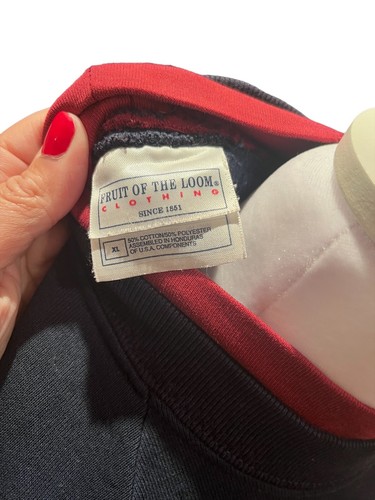 FRUIT OF THE LOOM®
CLOTHING
SINCE 1851
XL
50% COTTON/50% POLYESTER
ASSEMBLED IN HONDURAS
OF U.S.A. COMPONENTS